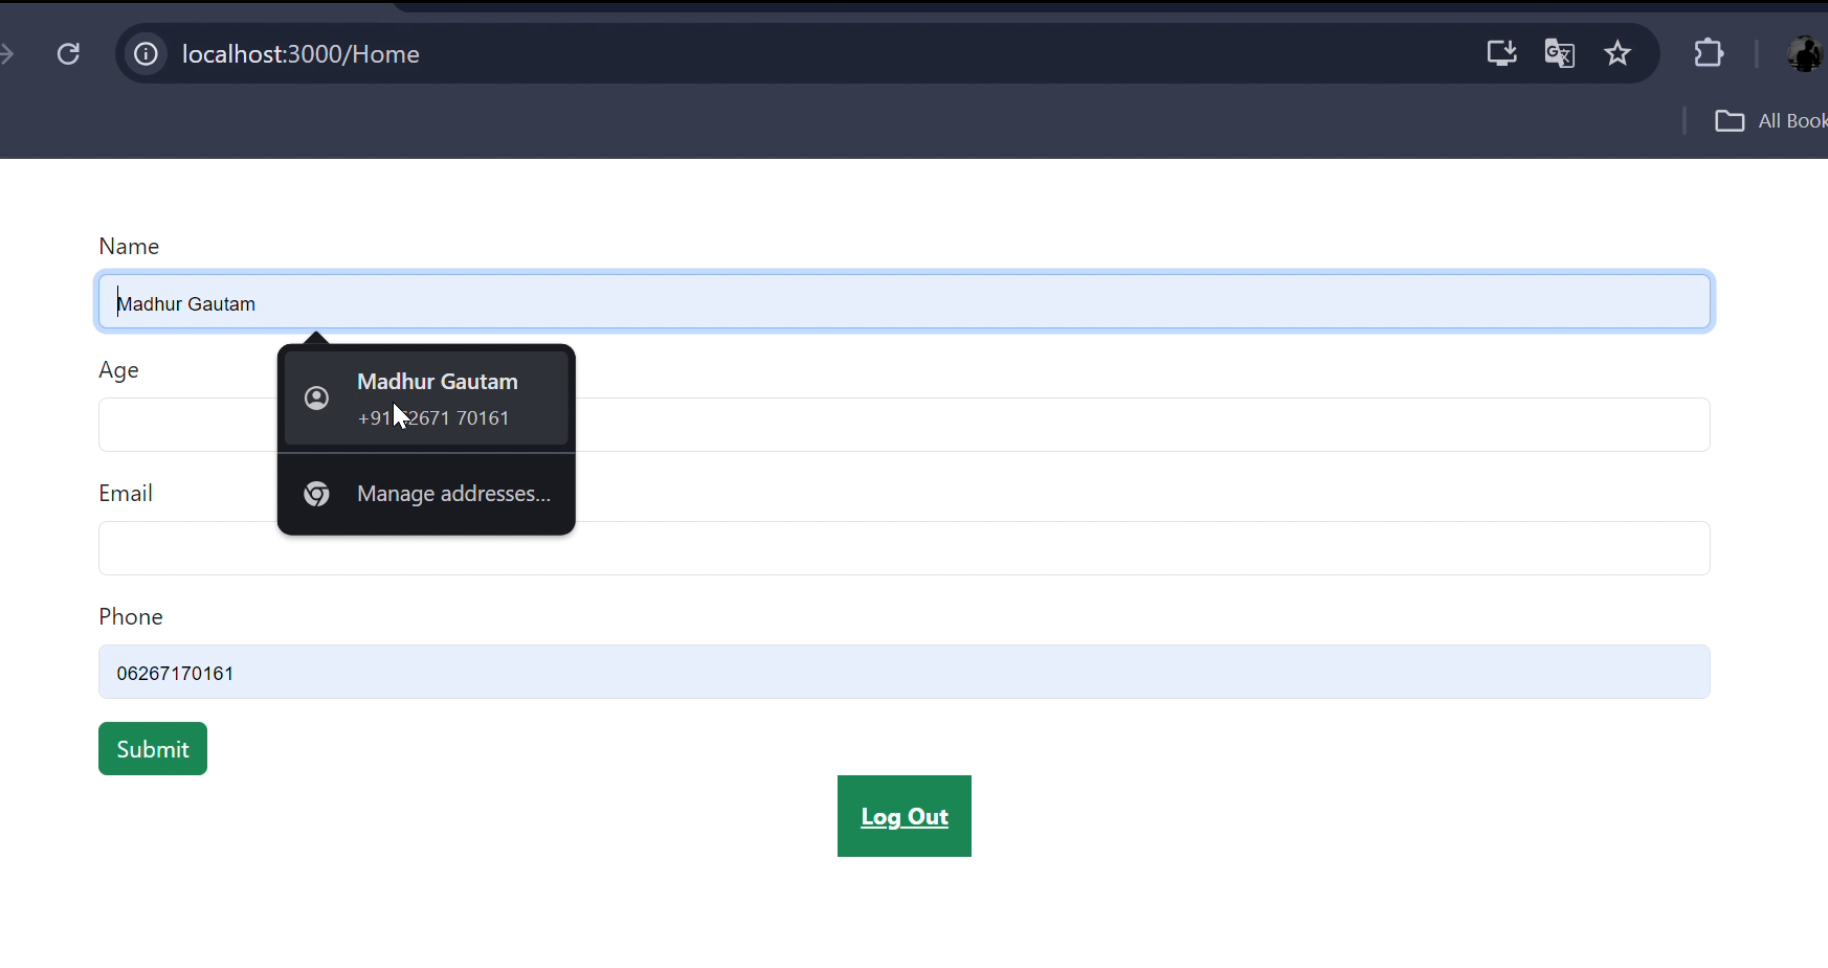 localhost:3000/Home
All Book
Name
Madhur Gautam
Madhur Gautam
+91 2671 70161
Manage addresses...
Age
Email
Phone
06267170161
Submit
Log Out